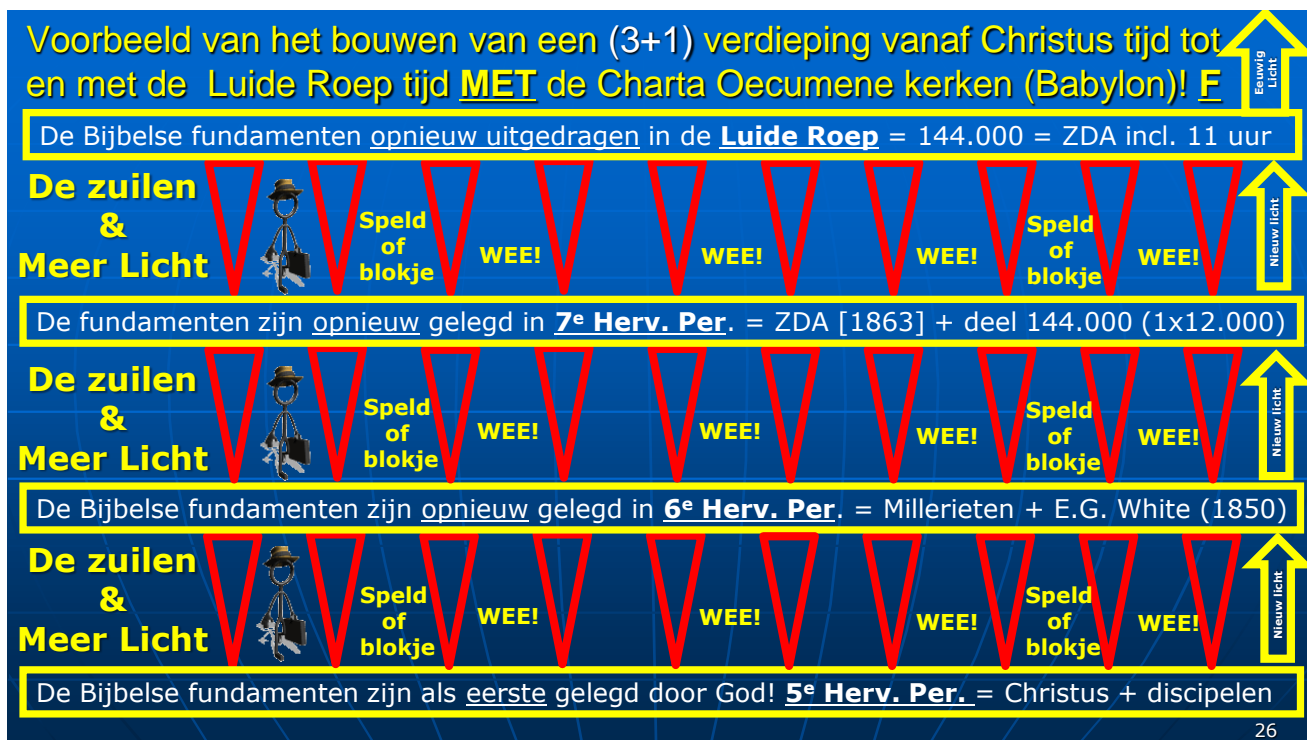 Voorbeeld van het bouwen van een (3+1) verdieping vanaf Christus tijd tot
en met de Luide Roep tijd MET de Charta Oecumene kerken (Babylon)! F
Eeuwig
Licht
De Bijbelse fundamenten opnieuw uitgedragen in de Luide Roep = 144.000 = ZDA incl. 11 uur
De zuilen
&
Meer Licht
Speld
of
blokje
WEE!
WEE!
WEE!
Speld
of
blokje
WEE!
Nieuw licht
De fundamenten zijn opnieuw gelegd in 7e Herv. Per. = ZDA [1863] + deel 144.000 (1x12.000)
De zuilen
&
Meer Licht
Speld
of
blokje
WEE!
WEE!
WEE!
Speld
of
blokje
WEE!
Nieuw licht
De Bijbelse fundamenten zijn opnieuw gelegd in 6e Herv. Per. = Millerieten + E.G. White (1850)
De zuilen
&
Meer Licht
Speld
of
blokje
WEE!
WEE!
WEE!
Speld
of
blokje
WEE!
Nieuw licht
De Bijbelse fundamenten zijn als eerste gelegd door God! 5e Herv. Per. = Christus + discipelen
26